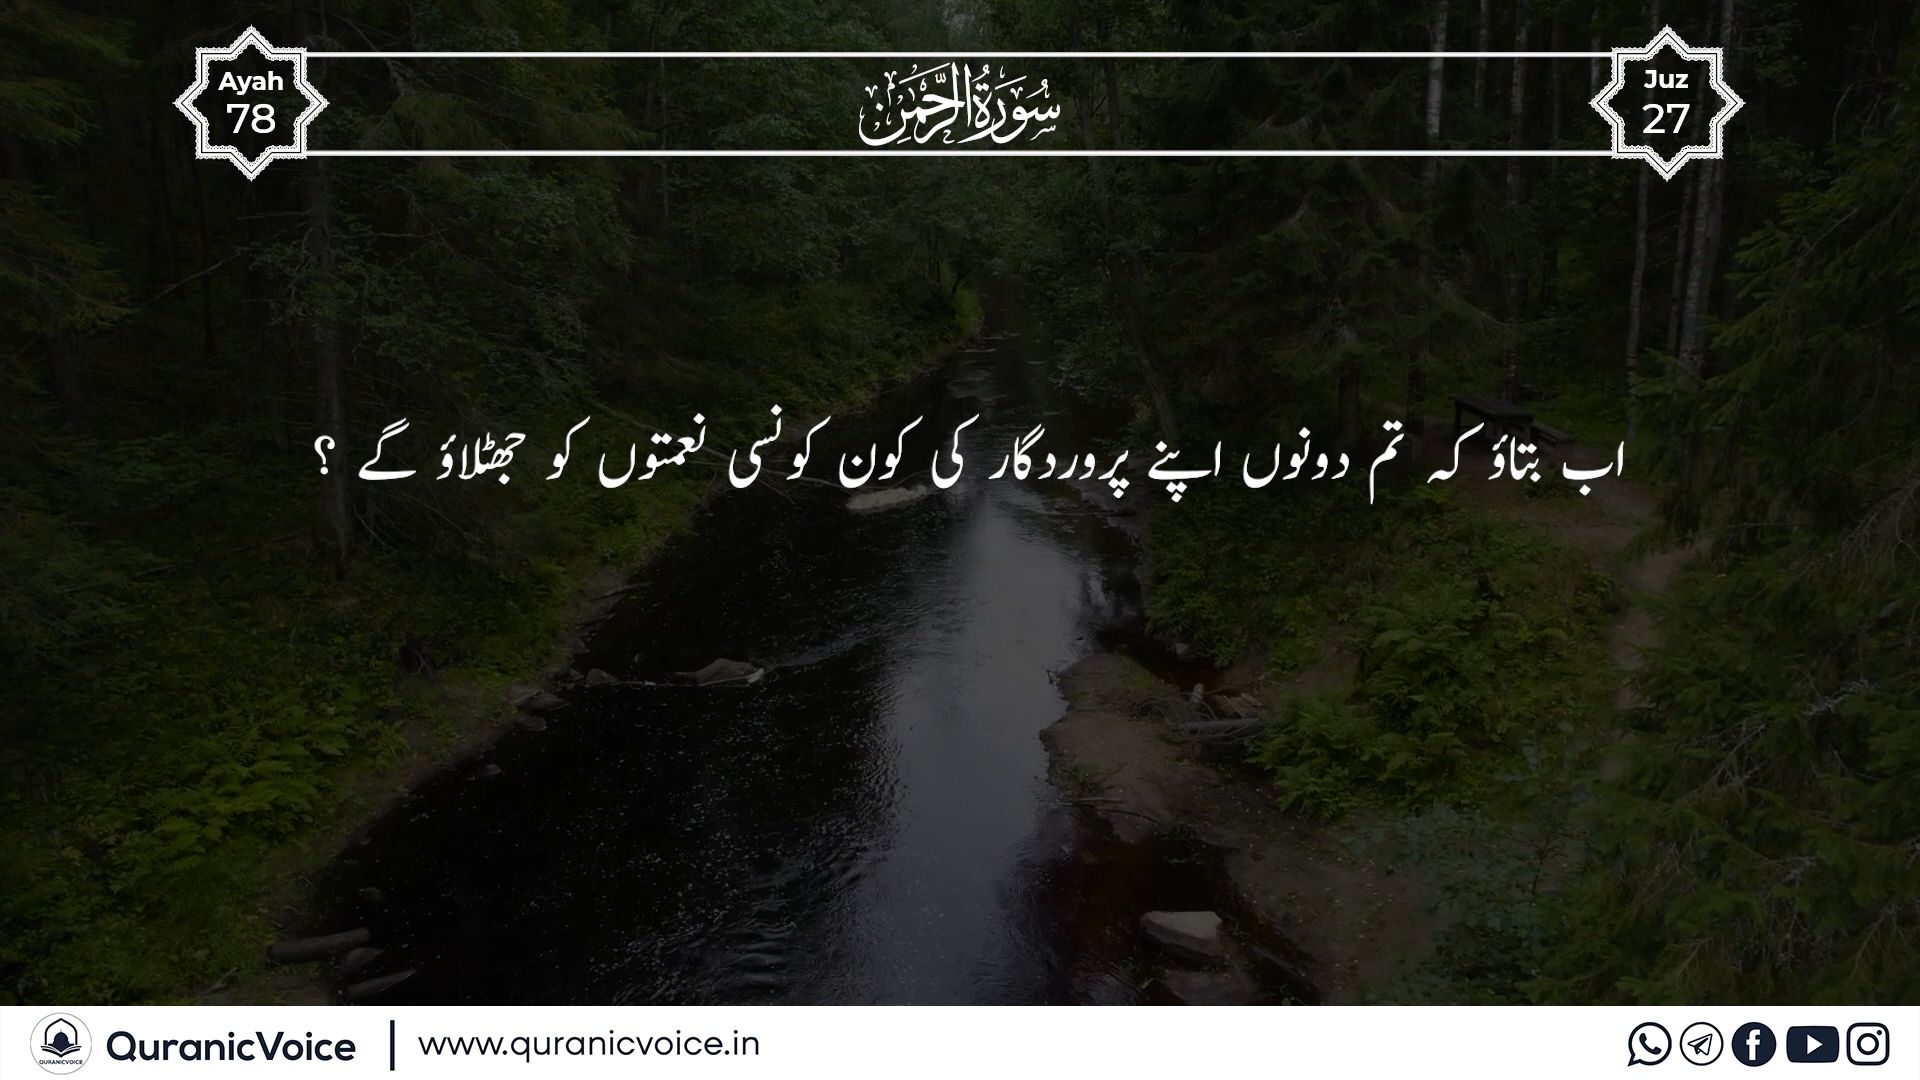 Ayah
78
سُوۡرَةُ الرَّحۡمٰن
Juz
27
اب بتاؤ کہ تم دونوں اپنے پروردگار کی کون کونسی نعمتوں کو جھٹلاؤ گے ؟
QURANICVOICE
QuranicVoice | www.quranicvoice.in